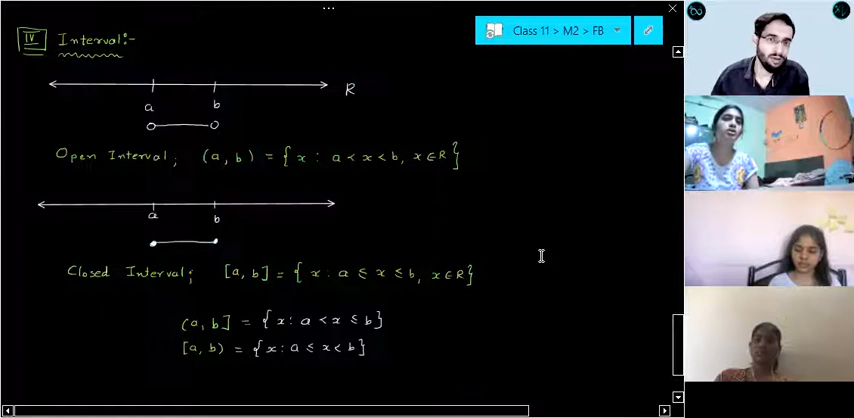 Class 11 > M2 > FB
IV Interval:-
R
a b
Open Interval; (a, b) = { x : a < x < b, x ∈ R }
a b
Closed Interval; [a, b] = { x : a ≤ x ≤ b, x ∈ R }
(a, b] = { x : a < x ≤ b }
[a, b) = { x : a ≤ x < b }